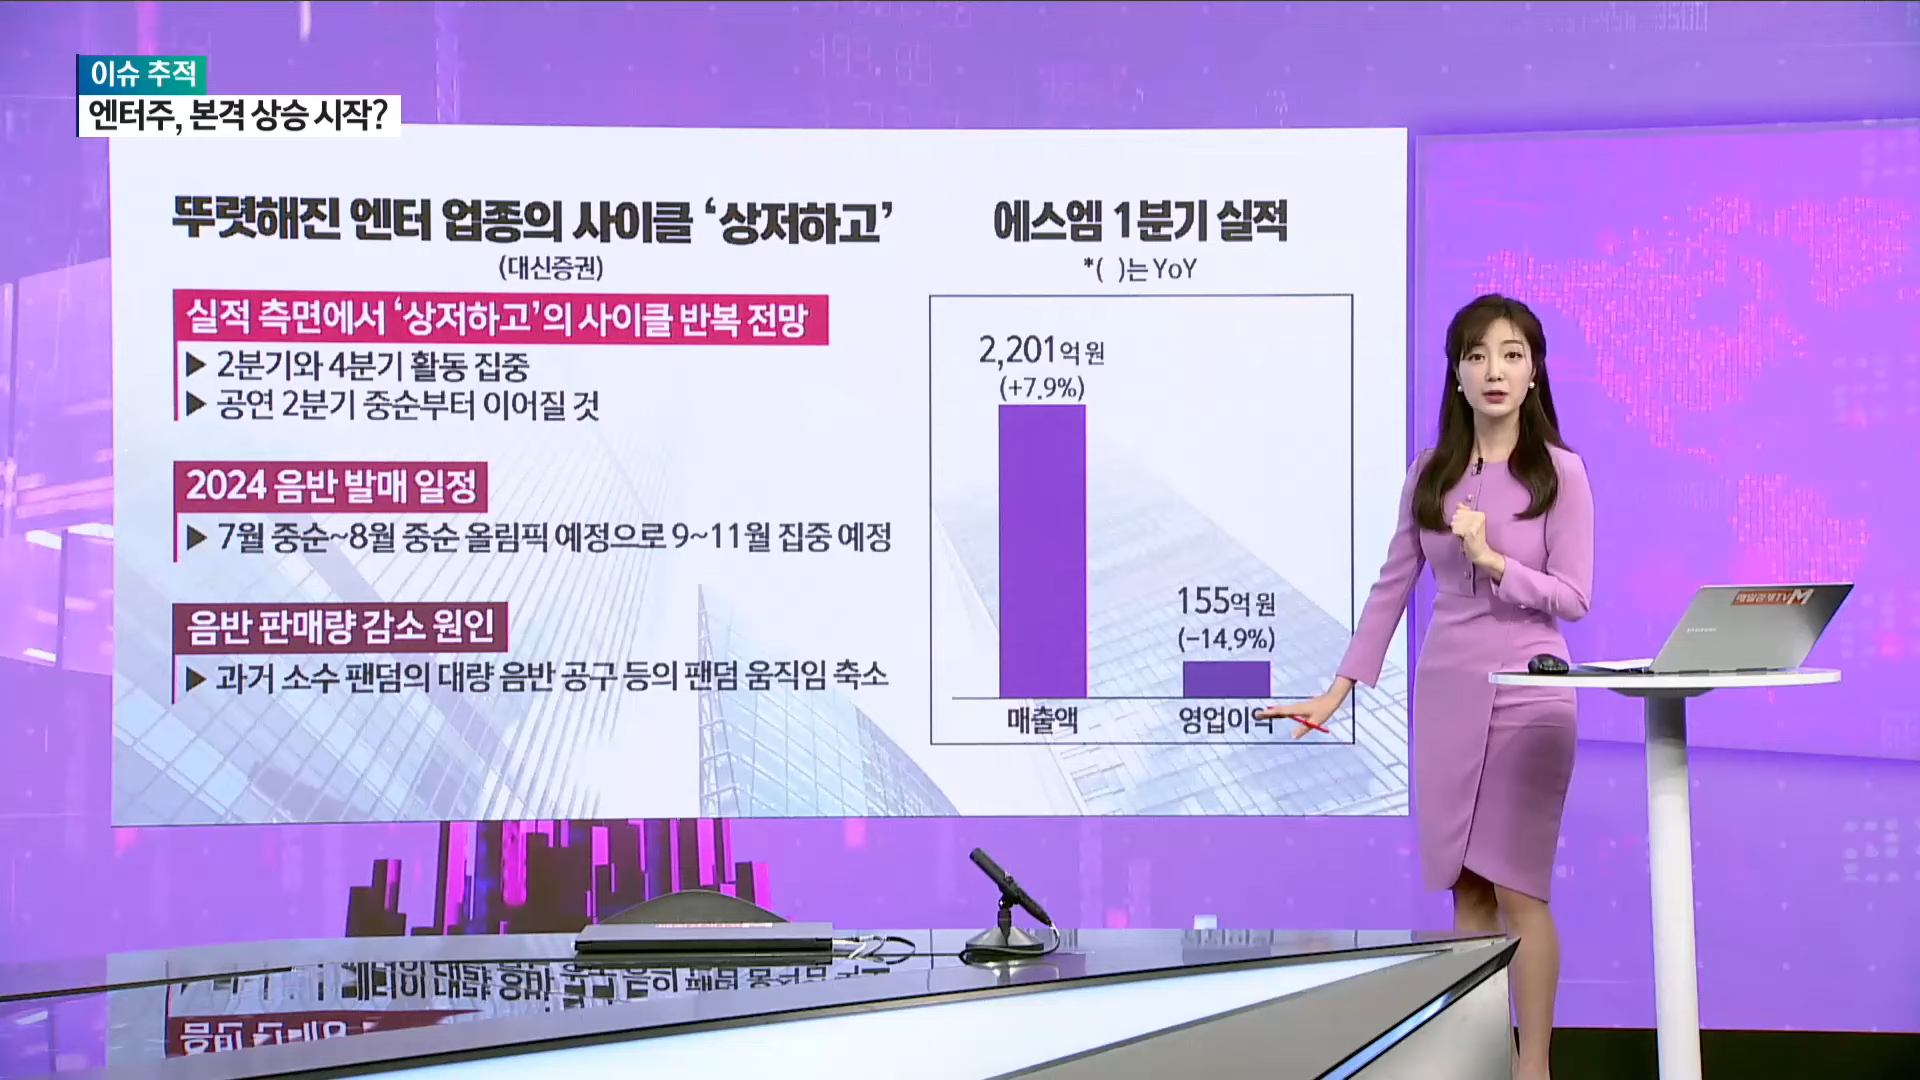 이슈 추적
엔터주, 본격 상승 시작?
뚜렷해진 엔터 업종의 사이클 ‘상저하고’
(대신증권)
실적 측면에서 ‘상저하고’의 사이클 반복 전망
▶ 2분기와 4분기 활동 집중
▶ 공연 2분기 중순부터 이어질 것
2024 음반 발매 일정
▶ 7월 중순~8월 중순 올림픽 예정으로 9~11월 집중 예정
음반 판매량 감소 원인
▶ 과거 소수 팬덤의 대량 음반 공구 등의 팬덤 움직임 축소
에스엠 1분기 실적
*( )는 YoY
2,201억 원
(+7.9%)
155억 원
(-14.9%)
매출액
영업이익
매일경제TV M